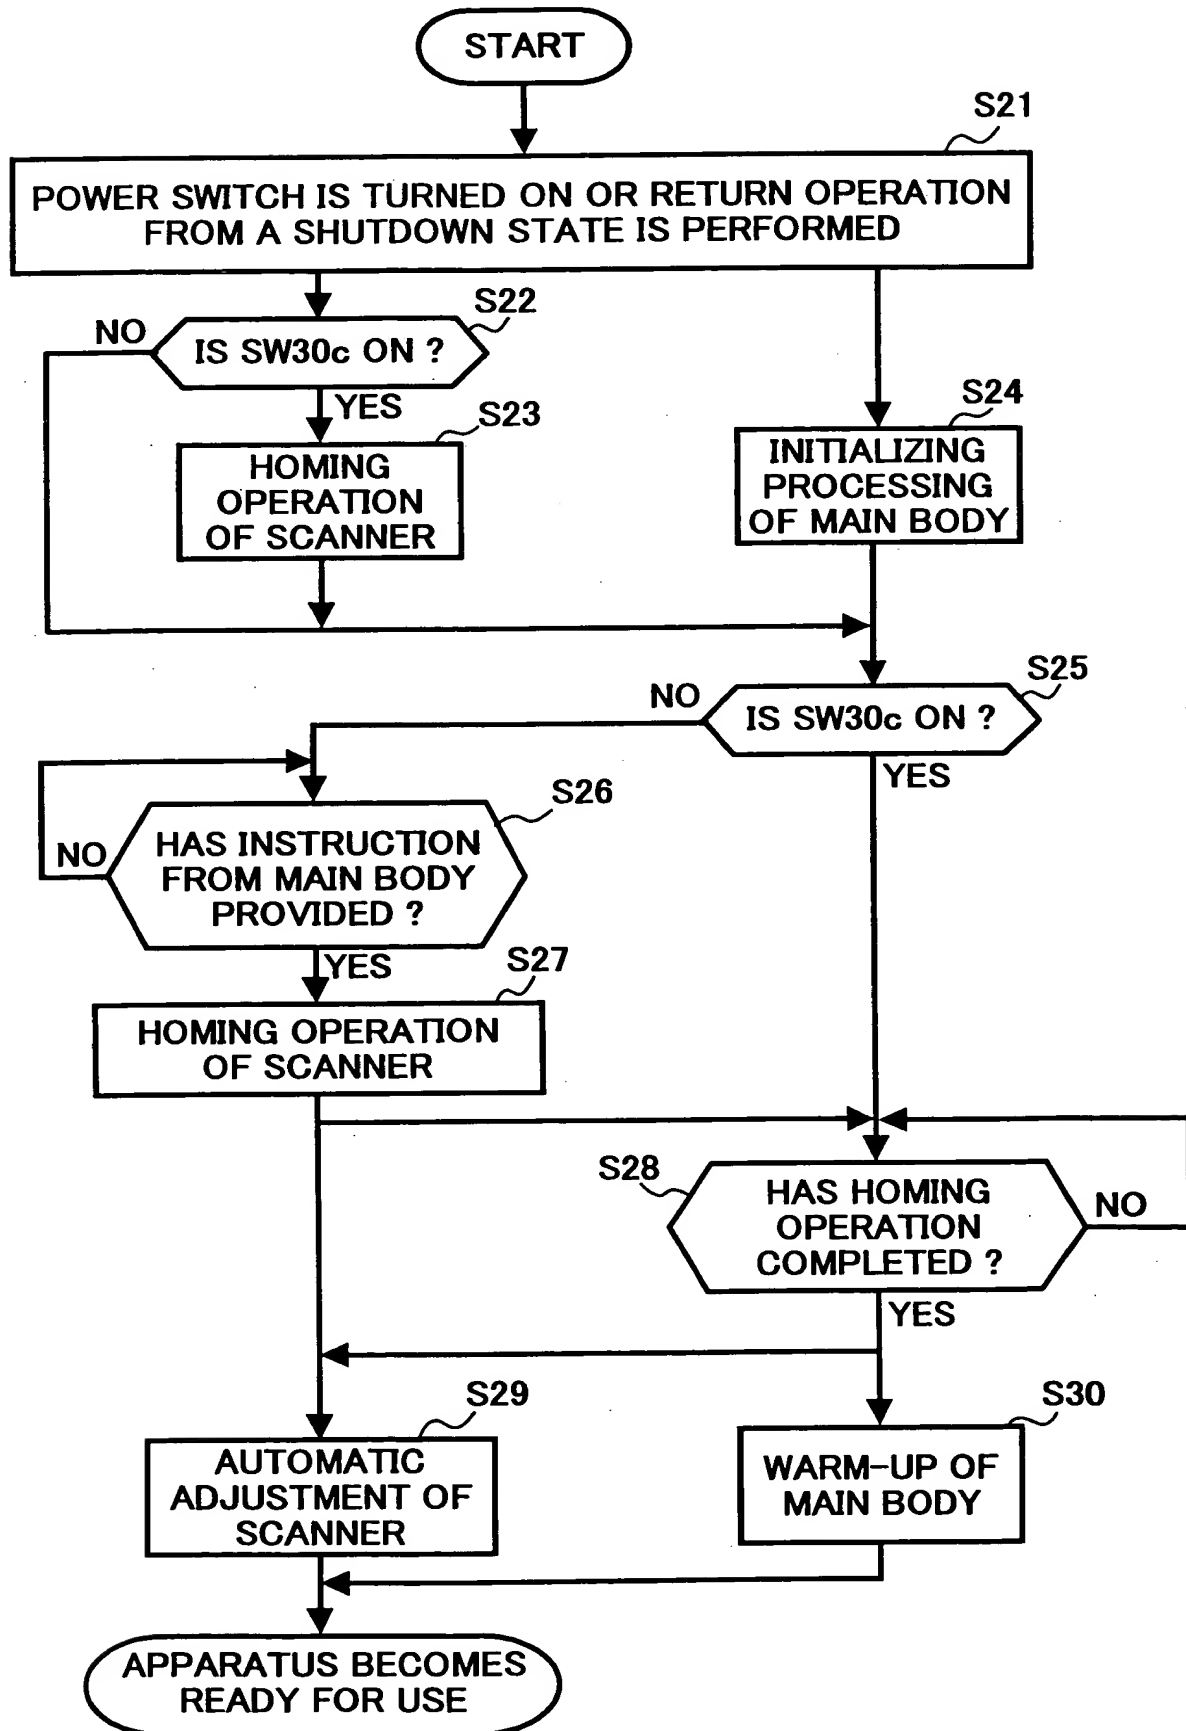 START
S21
POWER SWITCH IS TURNED ON OR RETURN OPERATION
FROM A SHUTDOWN STATE IS PERFORMED
S22
NO
IS SW30c ON ?
YES
S23
HOMING
OPERATION
OF SCANNER
S24
INITIALIZING
PROCESSING
OF MAIN BODY
S25
NO
IS SW30c ON ?
YES
S26
NO
HAS INSTRUCTION
FROM MAIN BODY
PROVIDED ?
YES
S27
HOMING OPERATION
OF SCANNER
S28
HAS HOMING
OPERATION
COMPLETED ?
NO
YES
S29
AUTOMATIC
ADJUSTMENT OF
SCANNER
S30
WARM-UP OF
MAIN BODY
APPARATUS BECOMES
READY FOR USE